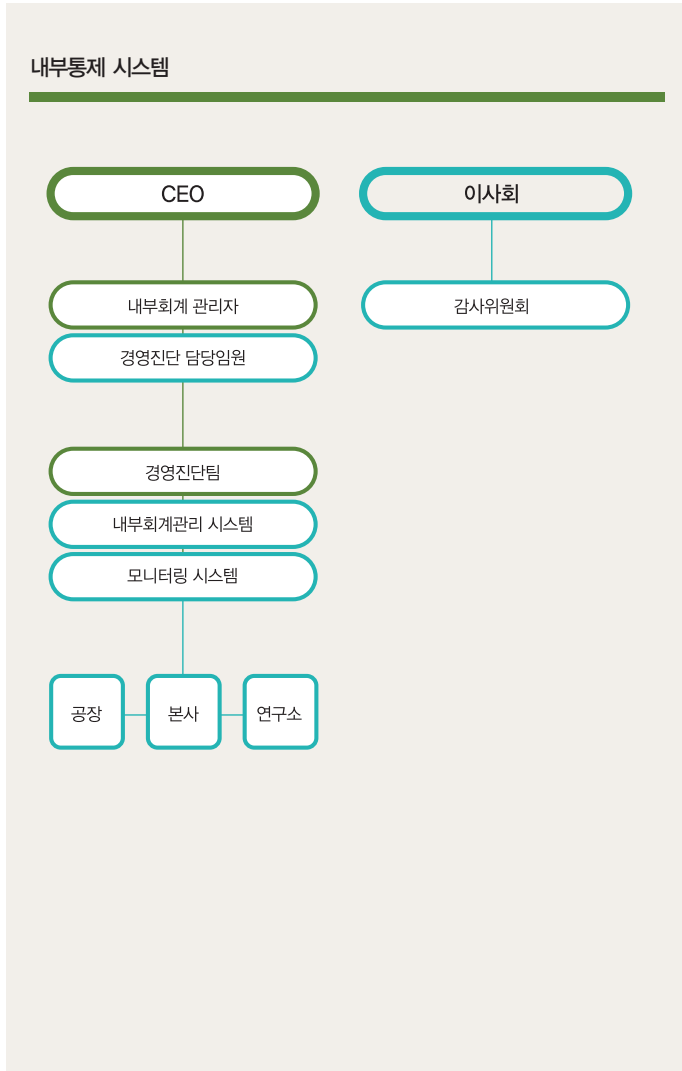 내부통제 시스템
CEO
이사회
내부회계 관리자
감사위원회
경영진단 담당임원
경영진단팀
내부회계관리 시스템
모니터링 시스템
공장
본사
연구소